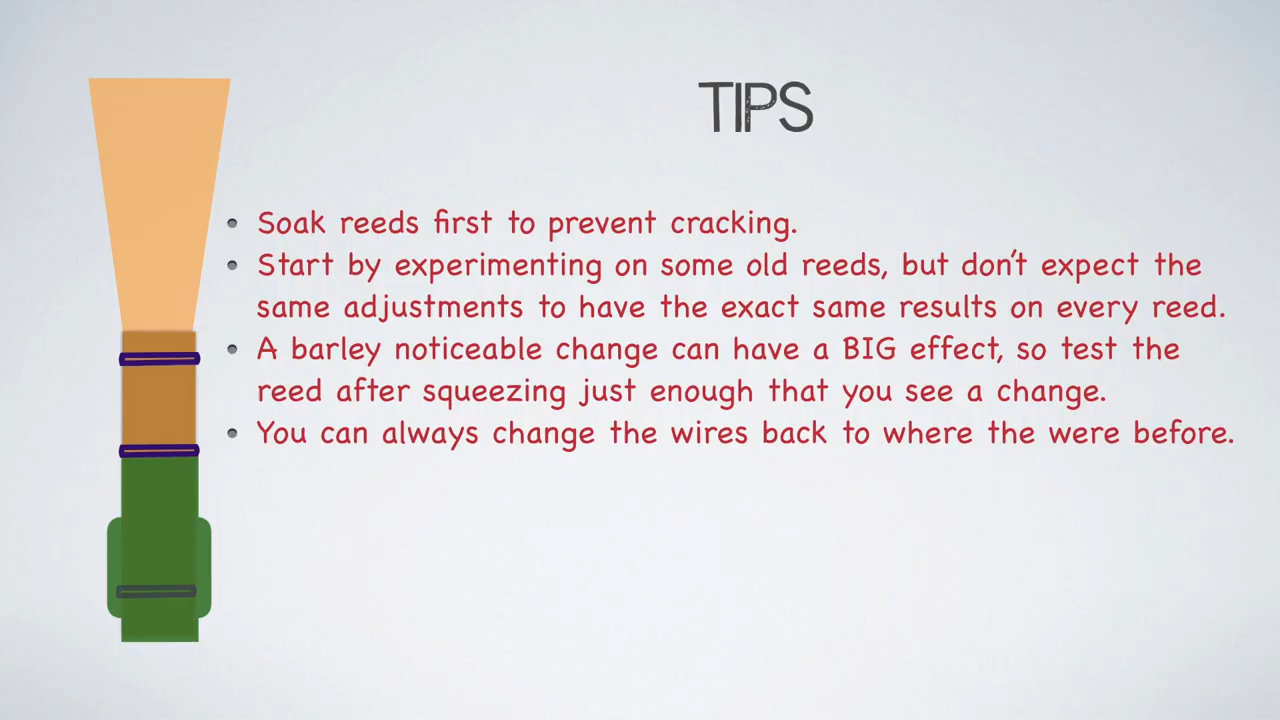 TIPS
• Soak reeds first to prevent cracking.
• Start by experimenting on some old reeds, but don't expect the
same adjustments to have the exact same results on every reed.
• A barley noticeable change can have a BIG effect, so test the
reed after squeezing just enough that you see a change.
• You can always change the wires back to where the were before.